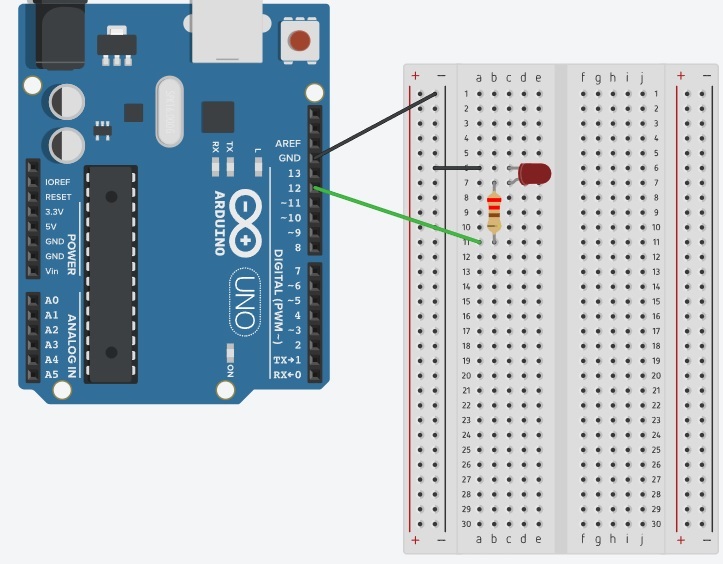 AREF
GND
13
12
~11
~10
~9
8
7
~6
~5
4
~3
2
TX→1
RX←0
DIGITAL (PWM~)
RX TX L
ARDUINO
UNO
ON
IOREF
RESET
3.3V
5V
GND
GND
Vin
POWER
A0
A1
A2
A3
A4
A5
ANALOG IN
+ − a b c d e f g h i j + −
1 1
2 2
3 3
4 4
5 5
6 6
7 7
8 8
9 9
10 10
11 11
12 12
13 13
14 14
15 15
16 16
17 17
18 18
19 19
20 20
21 21
22 22
23 23
24 24
25 25
26 26
27 27
28 28
29 29
30 30
+ − a b c d e f g h i j + −